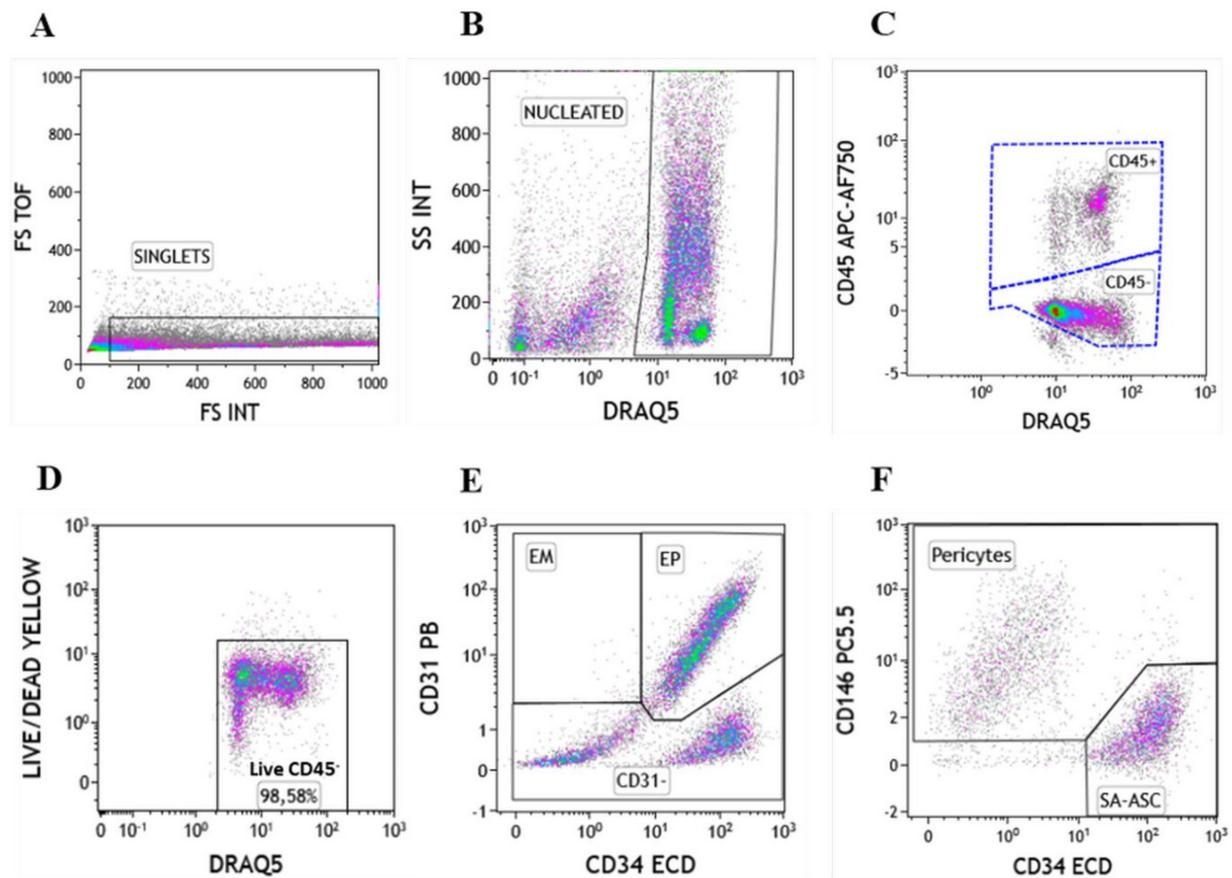 A
FS TOF
1000
800
600
400
200
0
SINGLETS
0 200 400 600 800 1000
FS INT
B
SS INT
1000
800
600
400
200
0
NUCLEATED
0 10-1 10⁰ 10¹ 10² 10³
DRAQ5
C
CD45 APC-AF750
10³
10²
10¹
5
0
-5
CD45+
CD45-
10⁰ 10¹ 10² 10³
DRAQ5
D
LIVE/DEAD YELLOW
10³
10²
10¹
10⁰
0
Live CD45-
98,58%
0 10-1 10⁰ 10¹ 10² 10³
DRAQ5
E
CD31 PB
10³
10²
10¹
1
0
-1
EM
EP
CD31-
0 10⁰ 10¹ 10² 10³
CD34 ECD
F
CD146 PC5.5
10³
10²
10¹
2
0
-2
Pericytes
SA-ASC
0 10⁰ 10¹ 10² 10³
CD34 ECD